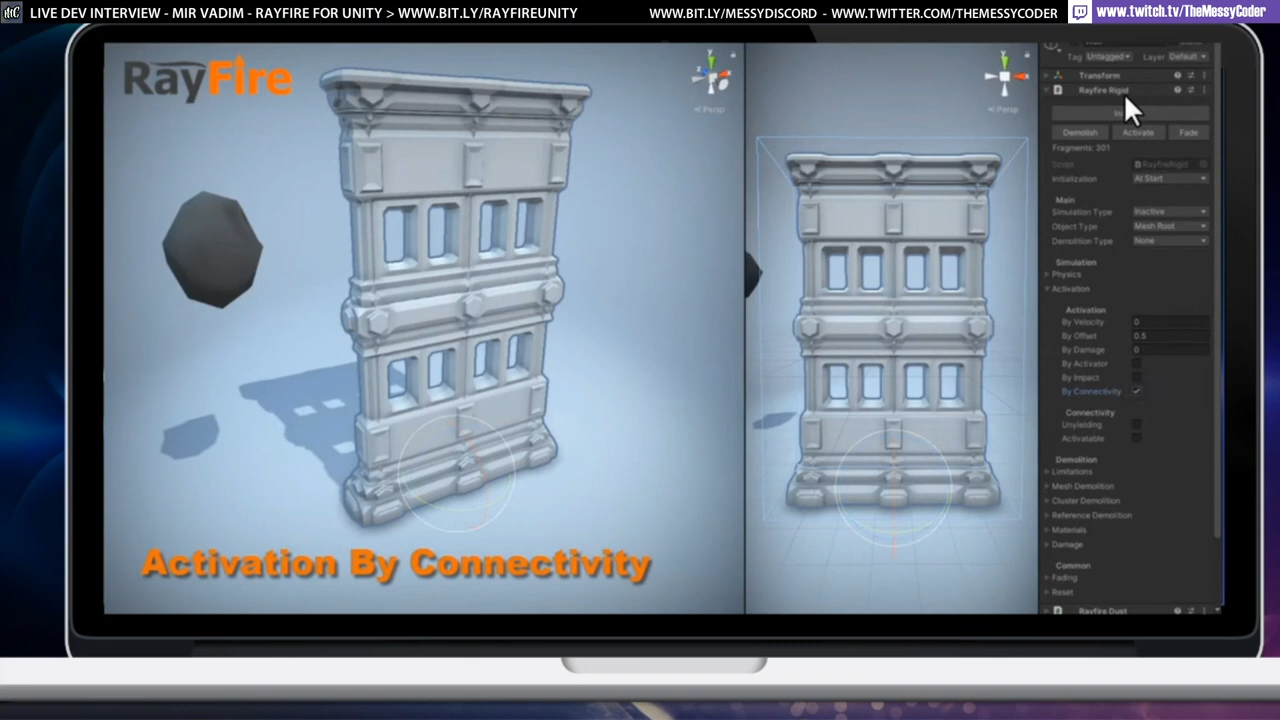 LIVE DEV INTERVIEW - MIR VADIM - RAYFIRE FOR UNITY > WWW.BIT.LY/RAYFIREUNITY
WWW.BIT.LY/MESSYDISCORD - WWW.TWITTER.COM/THEMESSYCODER
www.twitch.tv/TheMessyCoder
RayFire
y
x
z
Persp
y
x
Persp
Tag Untagged Layer Default
Transform
Rayfire Rigid
Demolish Activate Fade
Fragments: 301
Script RayfireRigid
Initialization At Start
Main
Simulation Type Inactive
Object Type Mesh Root
Demolition Type None
Simulation
Physics
Activation
Activation
By Velocity 0
By Offset 0.5
By Damage 0
By Activator
By Impact
By Connectivity
Connectivity
Unyielding
Activatable
Demolition
Limitations
Mesh Demolition
Cluster Demolition
Reference Demolition
Materials
Damage
Common
Fading
Reset
Rayfire Dust
Activation By Connectivity